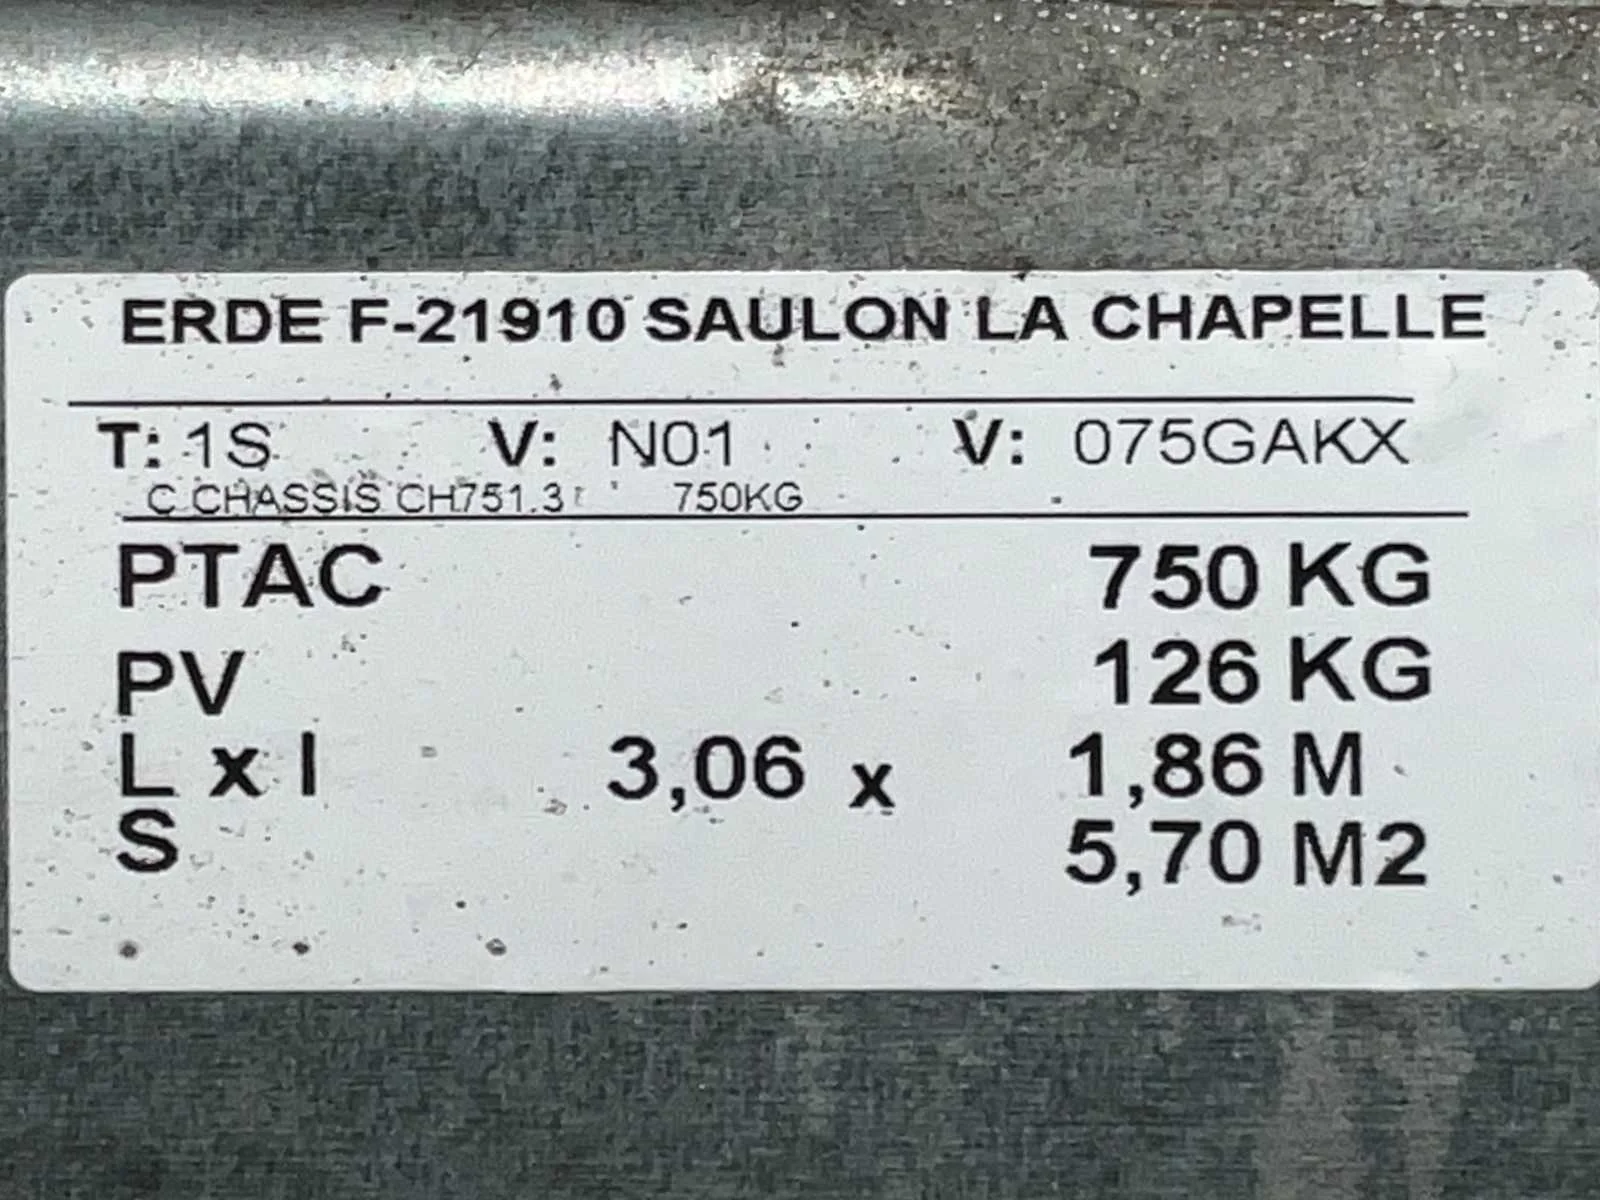 ERDE F-21910 SAULON LA CHAPELLE
T: 1S V: N01 V: 075GAKX
C CHASSIS CH751.3 750KG
PTAC 750 KG
PV 126 KG
L x l 3,06 x 1,86 M
S 5,70 M2